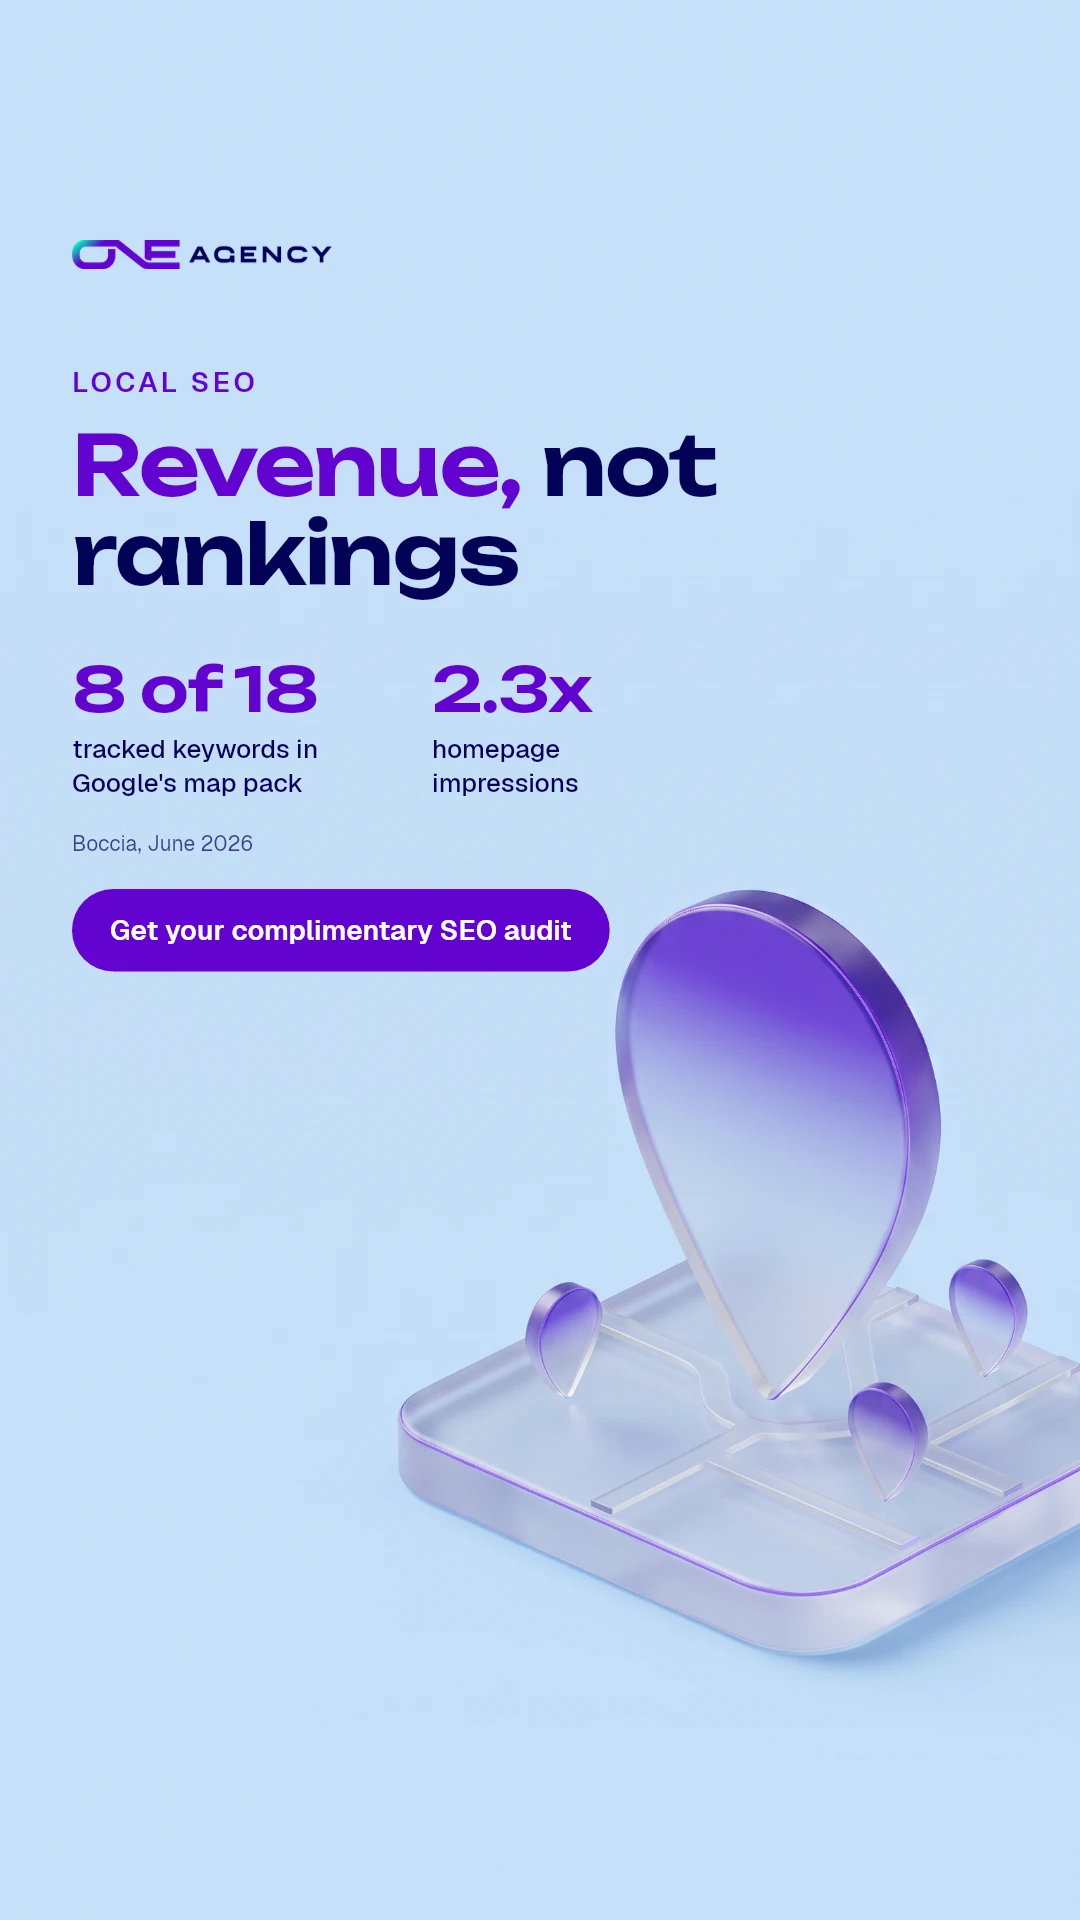 ONE AGENCY
LOCAL SEO
Revenue, not
rankings
8 of 18
tracked keywords in
Google's map pack
2.3x
homepage
impressions
Boccia, June 2026
Get your complimentary SEO audit